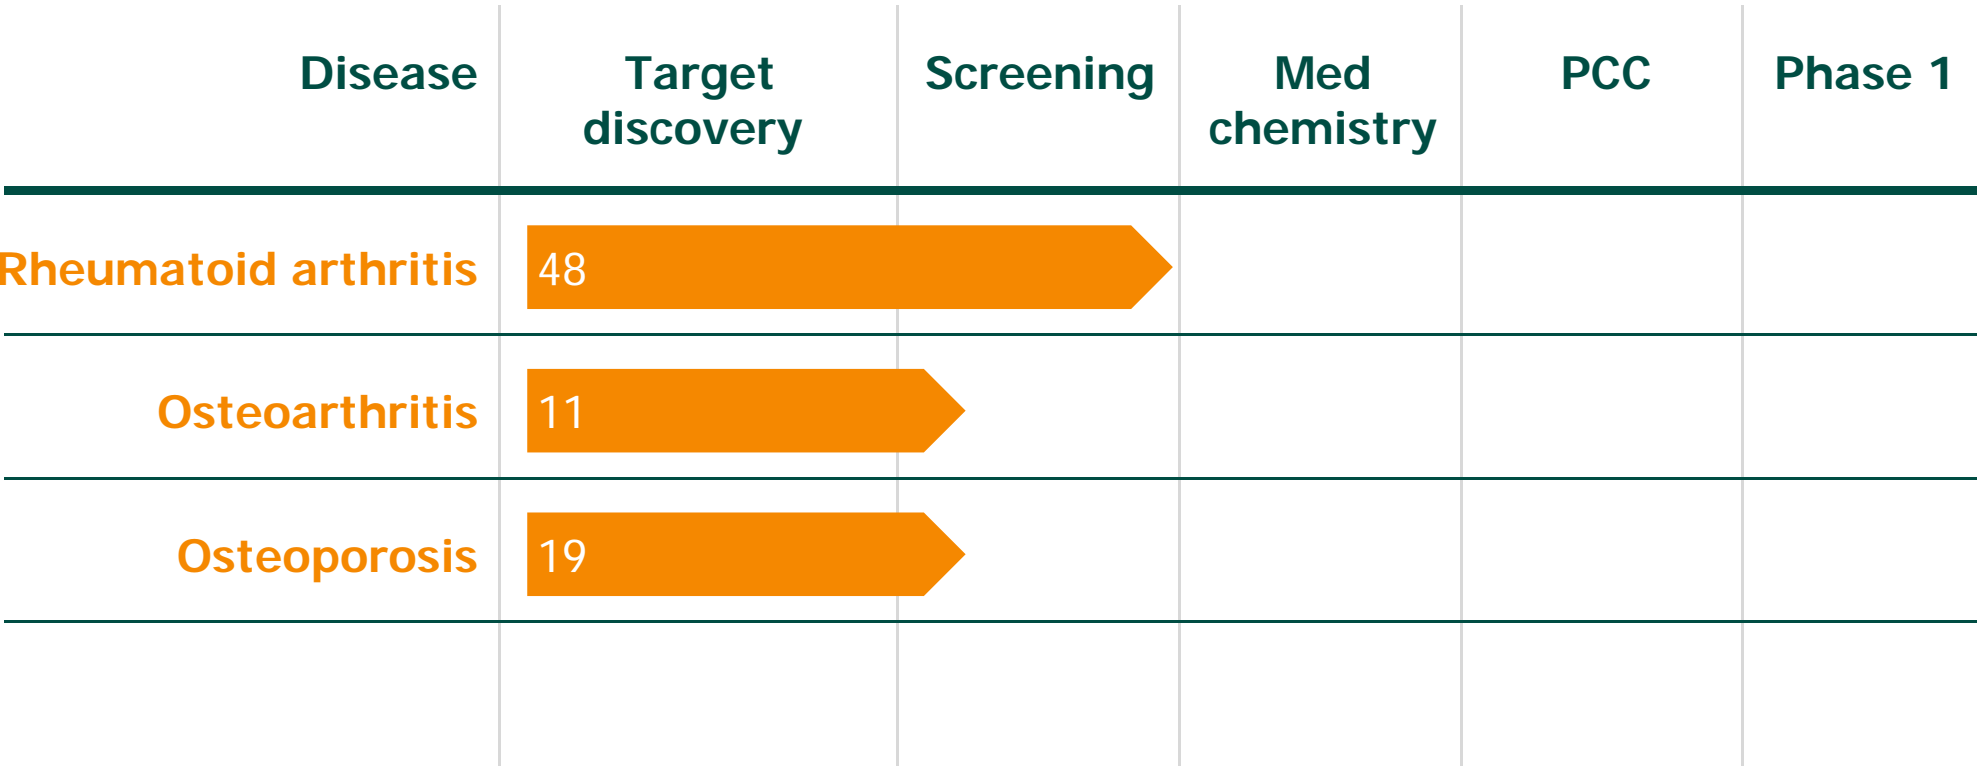 Disease
Target
discovery
Screening
Med
chemistry
PCC
Phase 1
Rheumatoid arthritis
48
Osteoarthritis
11
Osteoporosis
19